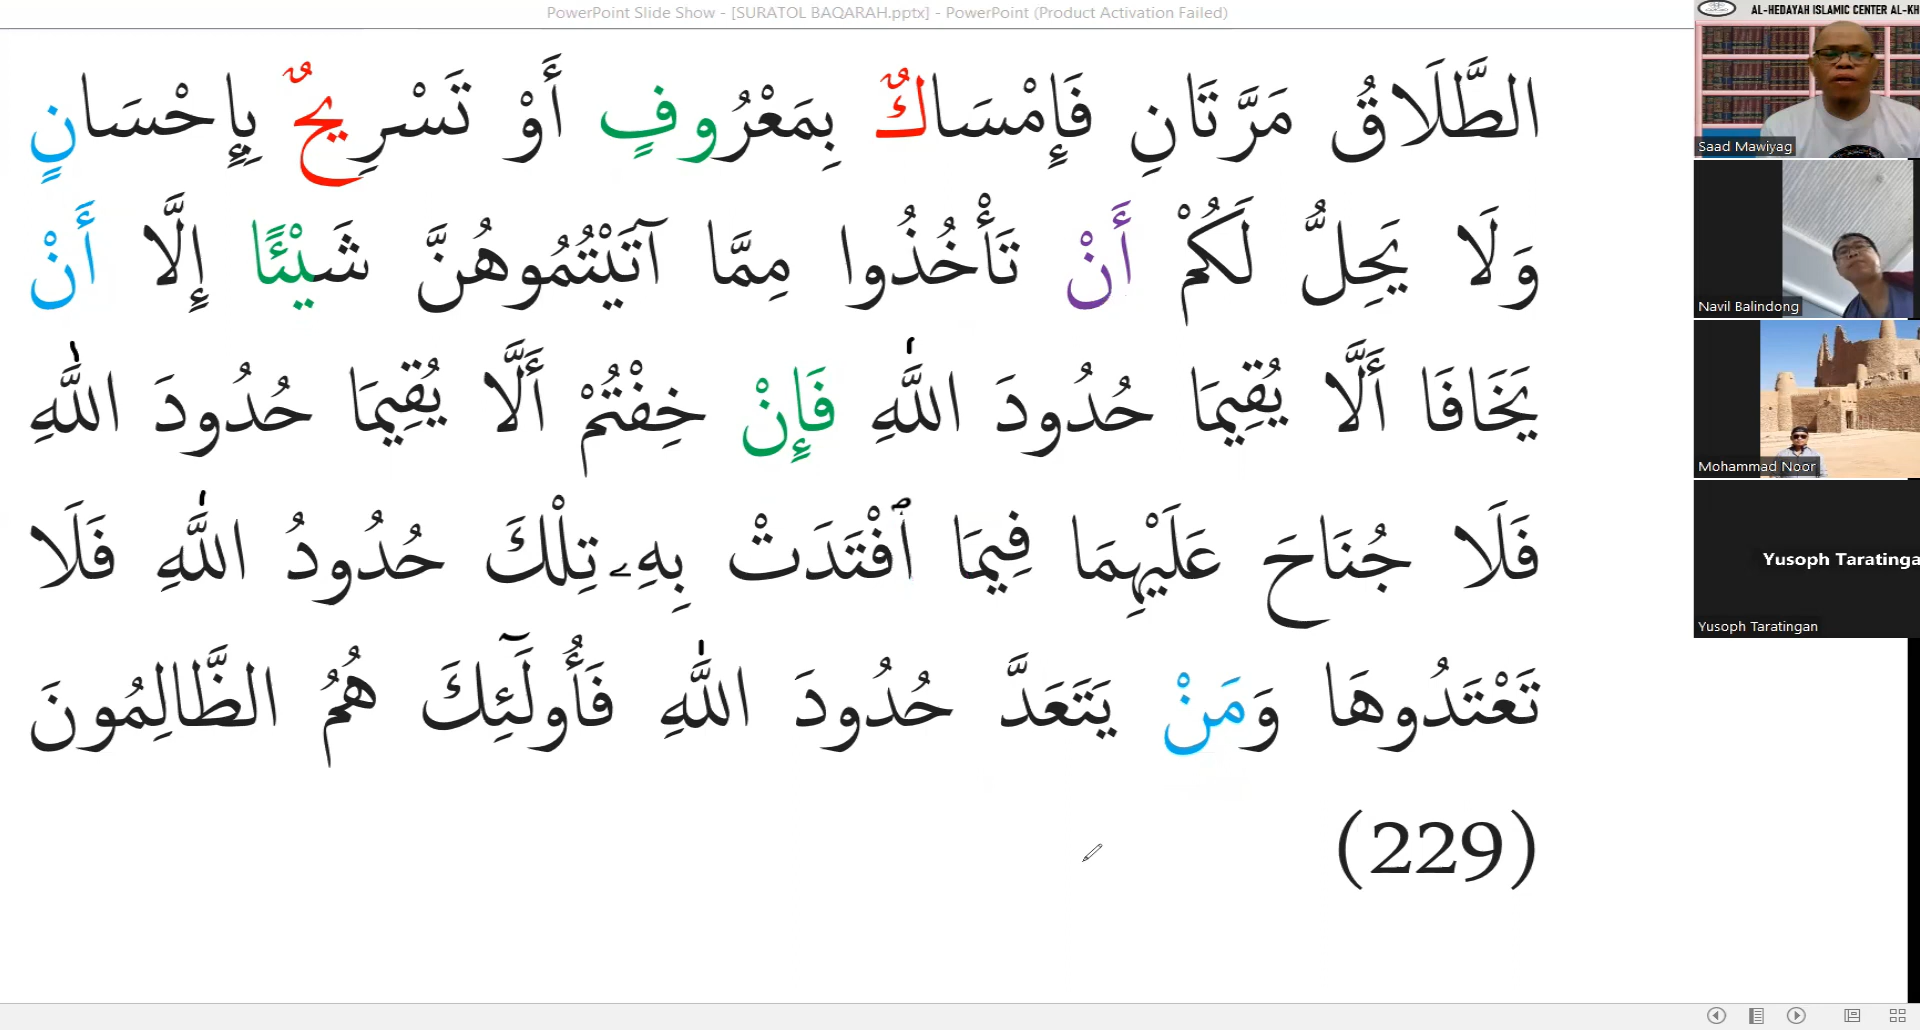 PowerPoint Slide Show - [SURATOL BAQARAH.pptx] - PowerPoint (Product Activation Failed)
الطَّلَاقُ مَرَّتَانِ فَإِمْسَاكٌ بِمَعْرُوفٍ أَوْ تَسْرِيحٌ بِإِحْسَانٍ
وَلَا يَحِلُّ لَكُمْ أَنْ تَأْخُذُوا مِمَّا آتَيْتُمُوهُنَّ شَيْئًا إِلَّا أَنْ
يَخَافَا أَلَّا يُقِيمَا حُدُودَ اللَّهِ فَإِنْ خِفْتُمْ أَلَّا يُقِيمَا حُدُودَ اللَّهِ
فَلَا جُنَاحَ عَلَيْهِمَا فِيمَا ٱفْتَدَتْ بِهِۦ تِلْكَ حُدُودُ اللَّهِ فَلَا
تَعْتَدُوهَا وَمَنْ يَتَعَدَّ حُدُودَ اللَّهِ فَأُولَٰٓئِكَ هُمُ الظَّالِمُونَ
(229)
AL-HEDAYAH ISLAMIC CENTER AL-KH
Saad Mawiyag
Navil Balindong
Mohammad Noor
Yusoph Taratinga
Yusoph Taratingan